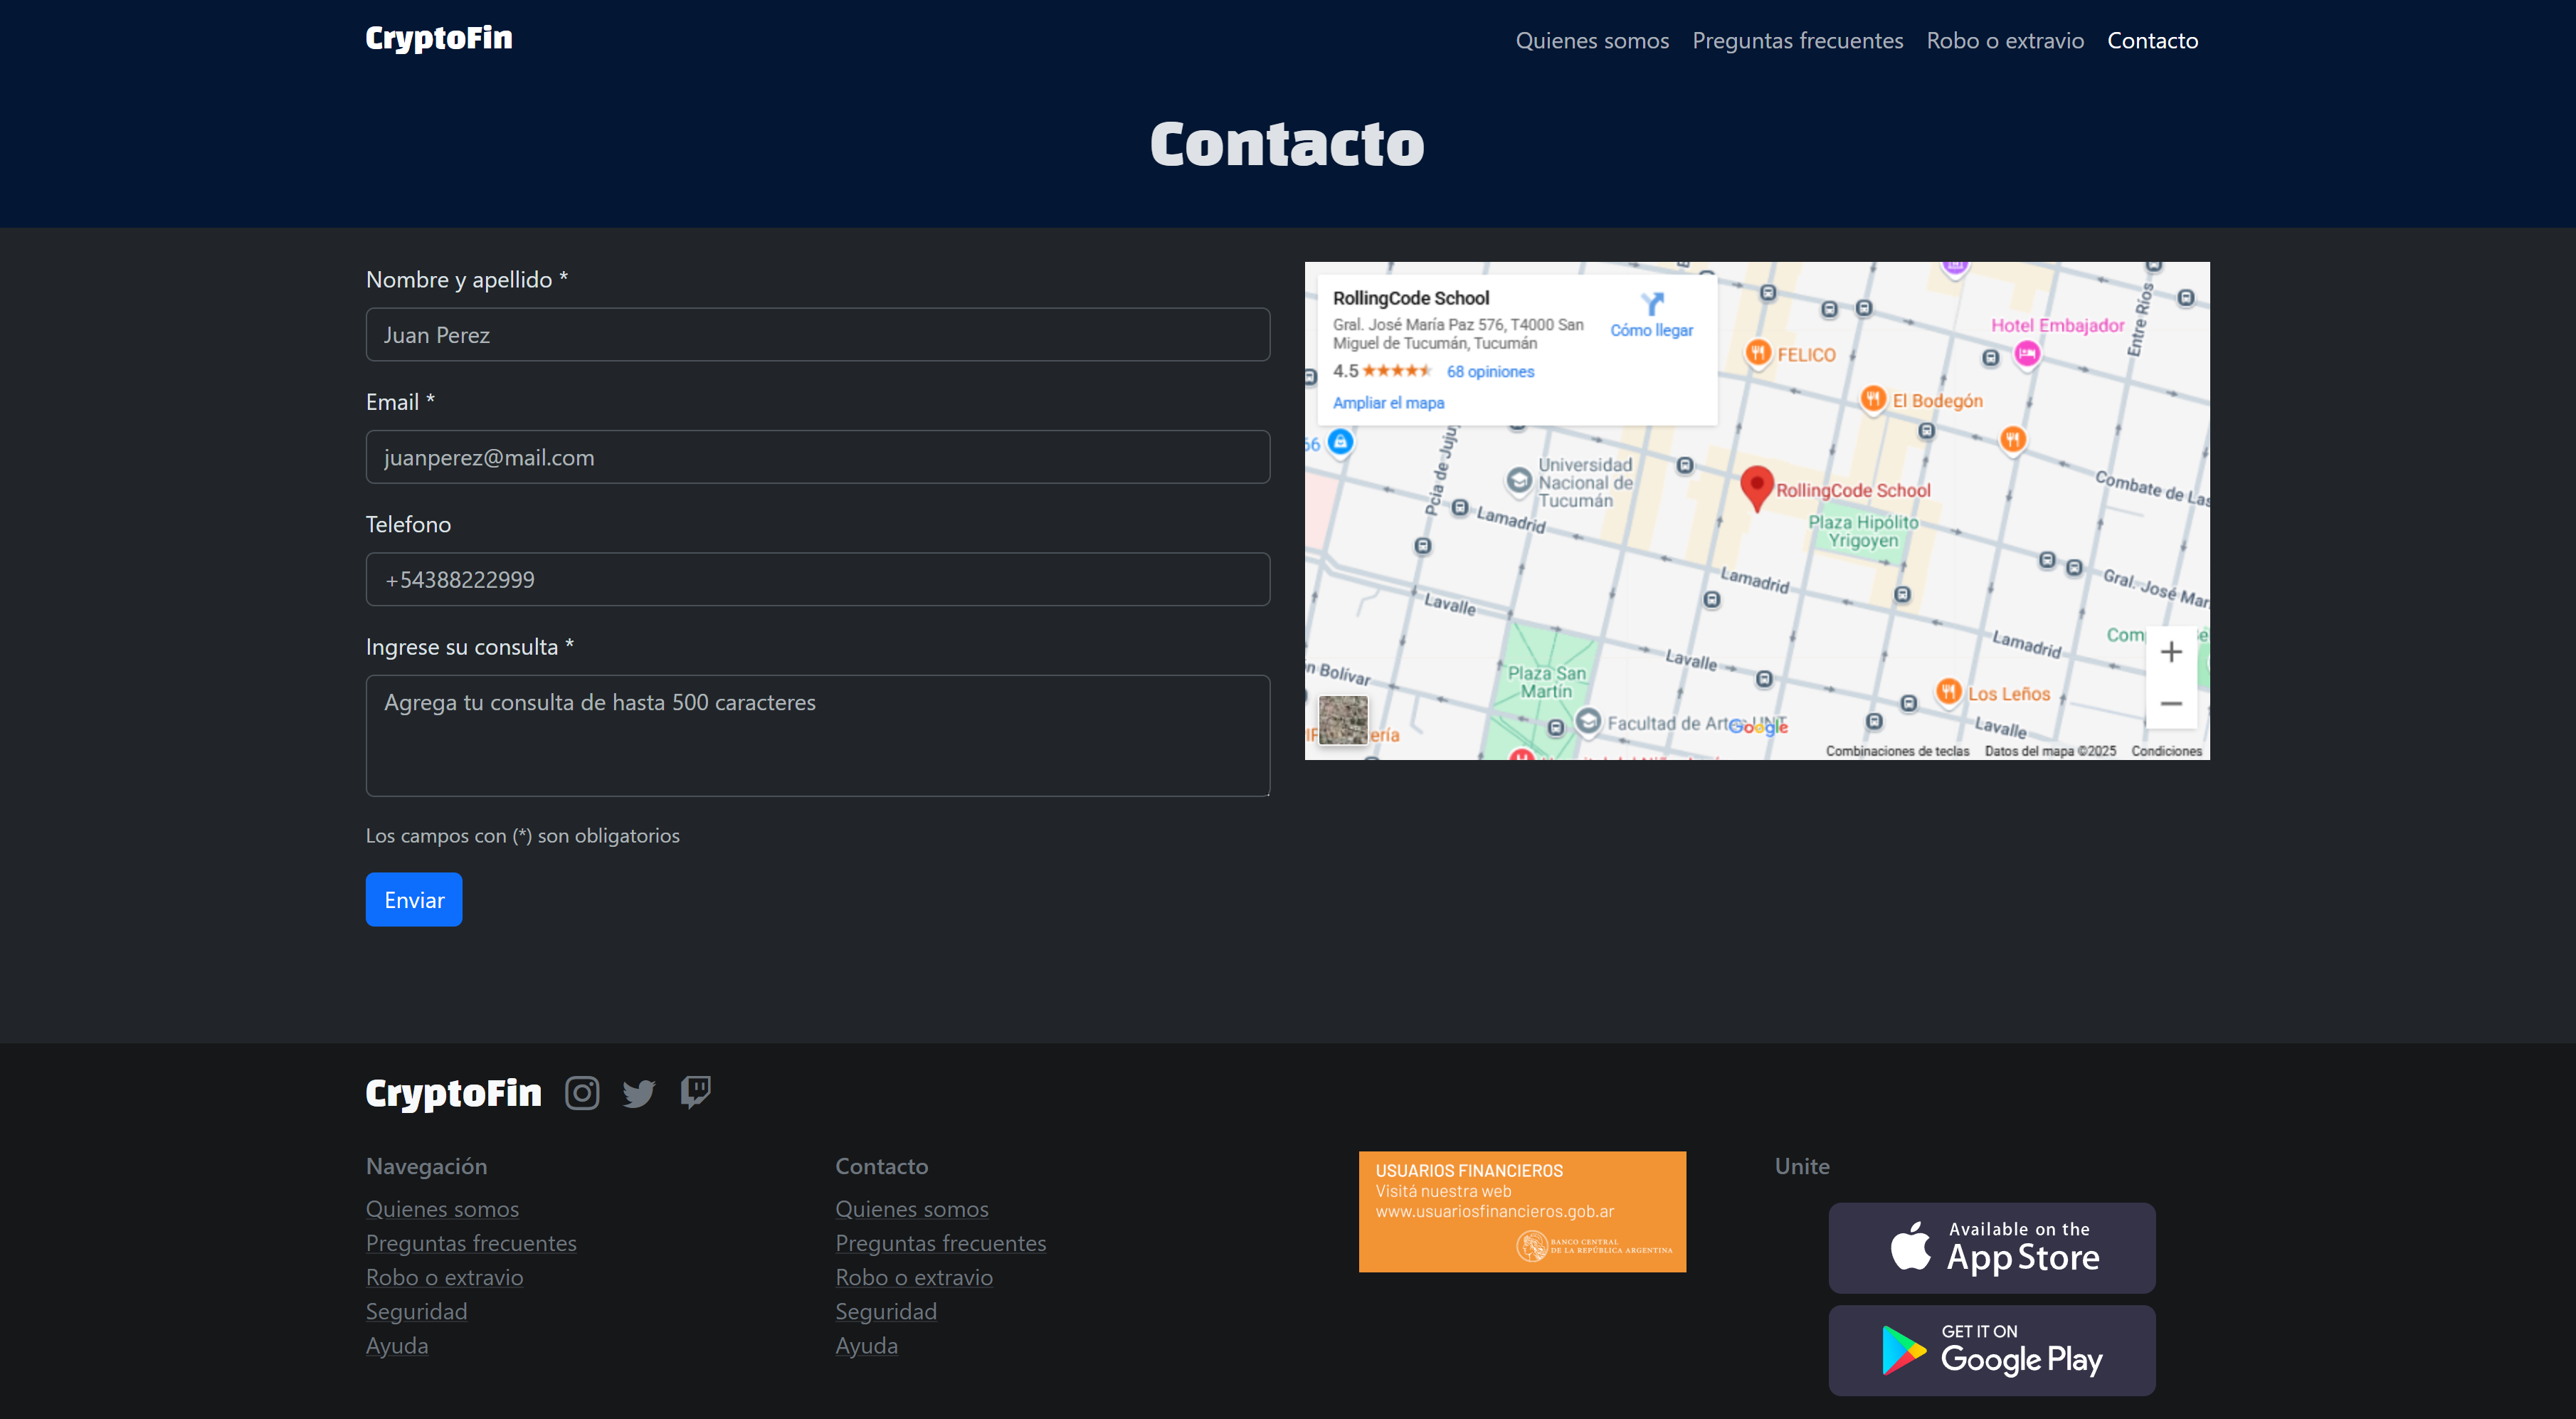 CryptoFin
Quienes somos
Preguntas frecuentes
Robo o extravio
Contacto
Contacto
Nombre y apellido *
Juan Perez
Email *
juanperez@mail.com
Telefono
+54388222999
Ingrese su consulta *
Agrega tu consulta de hasta 500 caracteres
Los campos con (*) son obligatorios
Enviar
RollingCode School
Gral. José María Paz 576, T4000 San
Miguel de Tucumán, Tucumán
4.5
68 opiniones
Ampliar el mapa
Cómo llegar
Entre Ríos
Hotel Embajador
FELICO
El Bodegón
66
Pcia de Juju
Universidad
Nacional de
Tucumán
RollingCode School
Combate de Las
Lamadrid
Plaza Hipólito
Yrigoyen
Lamadrid
Gral. José Mar
Lavalle
Lamadrid
Com
Lavalle
n Bolívar
Plaza San
Martín
Los Leños
Facultad de Artes UNT
Google
Lavalle
ería
Combinaciones de teclas
Datos del mapa ©2025
Condiciones
CryptoFin
Navegación
Quienes somos
Preguntas frecuentes
Robo o extravio
Seguridad
Ayuda
Contacto
Quienes somos
Preguntas frecuentes
Robo o extravio
Seguridad
Ayuda
USUARIOS FINANCIEROS
Visitá nuestra web
www.usuariosfinancieros.gob.ar
BANCO CENTRAL
DE LA REPÚBLICA ARGENTINA
Unite
Available on the
App Store
GET IT ON
Google Play